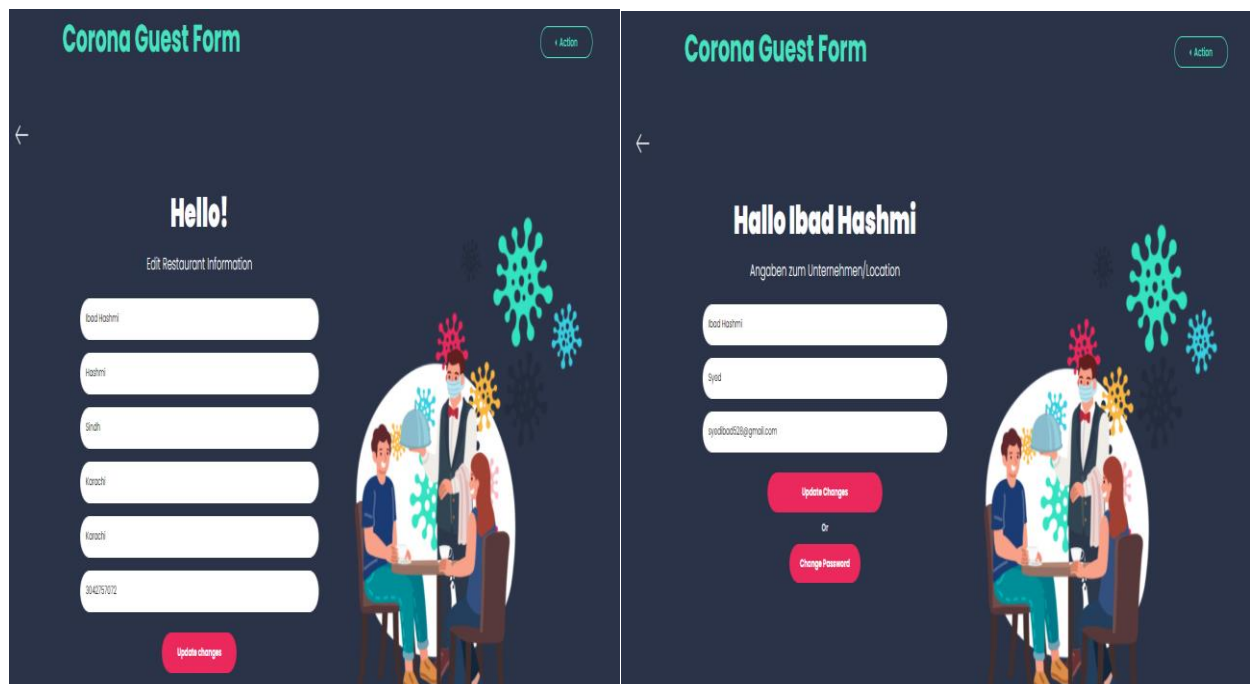 Corona Guest Form
‹ Action
Hello!
Edit Restaurant Information
Ibad Hashmi
Hashmi
Sindh
Karachi
Karachi
3042757072
Update changes
Corona Guest Form
‹ Action
Hallo Ibad Hashmi
Angaben zum Unternehmen/Location
Ibad Hashmi
Syed
syedibad528@gmail.com
Update Changes
Or
Change Password